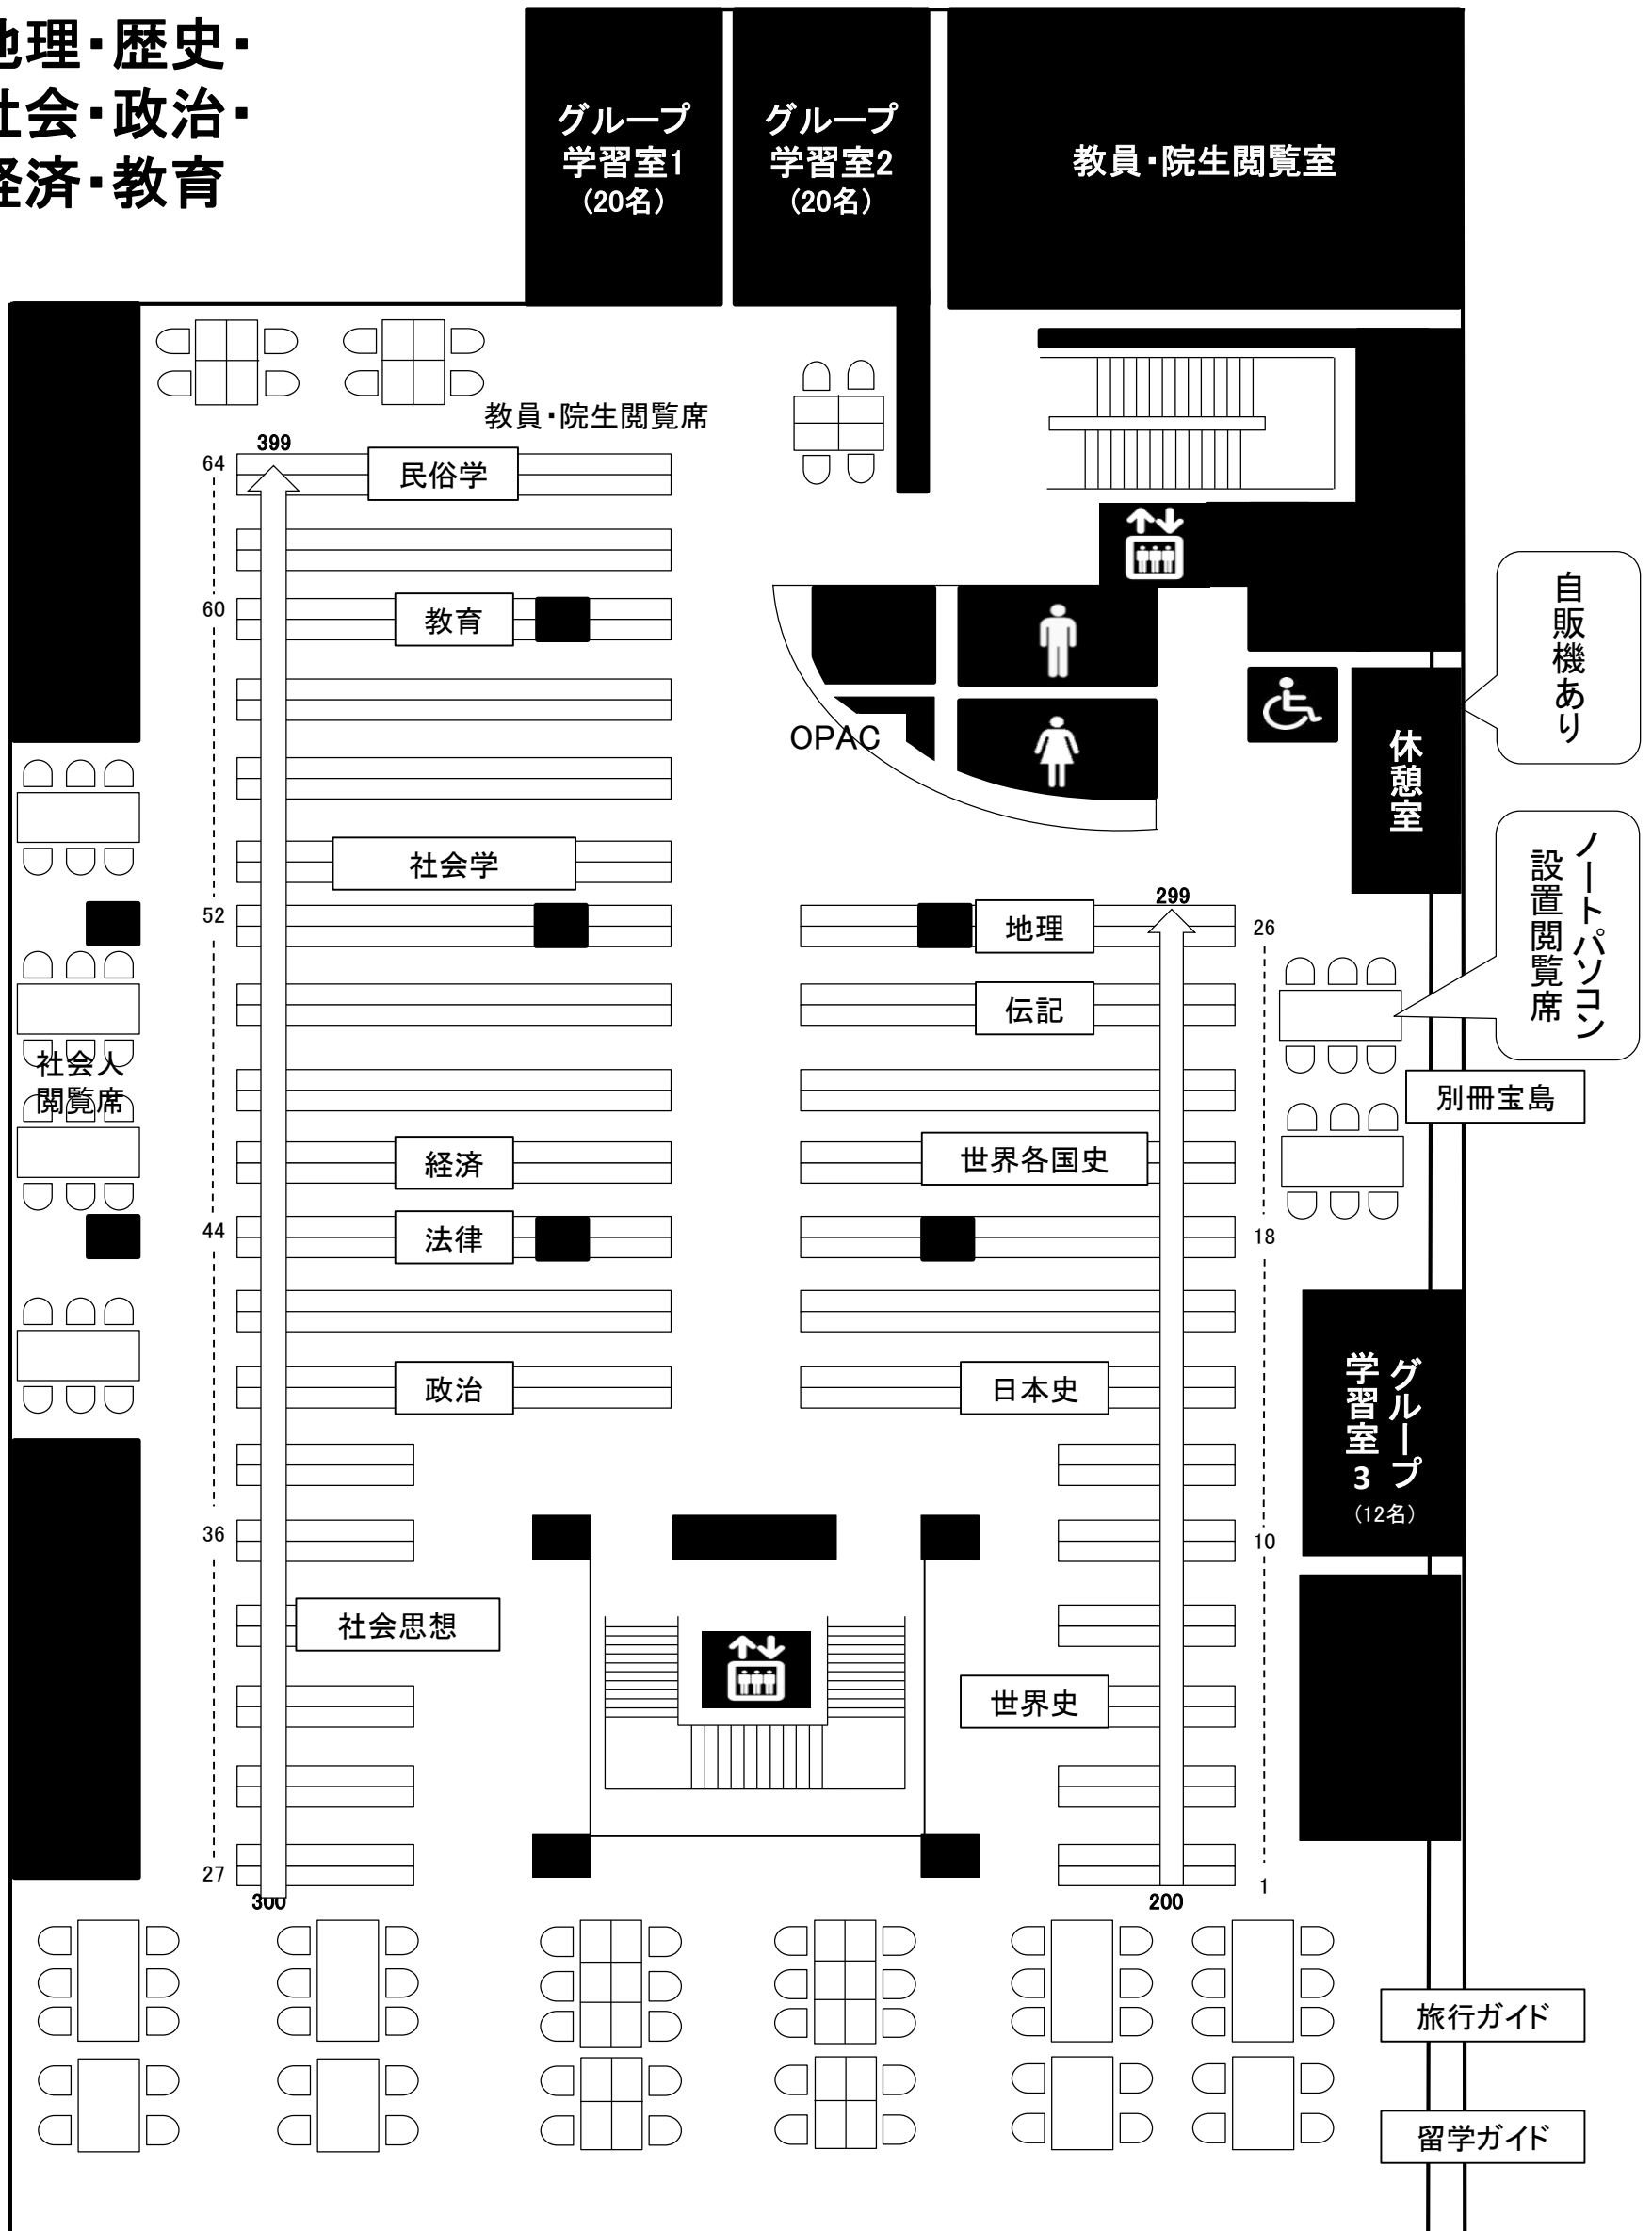 理・歴史・
会・政治・
済・教育
グループ
学習室1
（20名）
グループ
学習室2
（20名）
教員・院生閲覧室
教員・院生閲覧席
399
64
民俗学
60
教育
自販機あり
OPAC
休憩室
社会学
ノートパソコン
設置閲覧席
52
299
地理
26
伝記
社会人
閲覧席
別冊宝島
経済
世界各国史
44
法律
18
政治
日本史
グループ
学習室3
（12名）
36
10
社会思想
世界史
27
300
1
200
旅行ガイド
留学ガイド